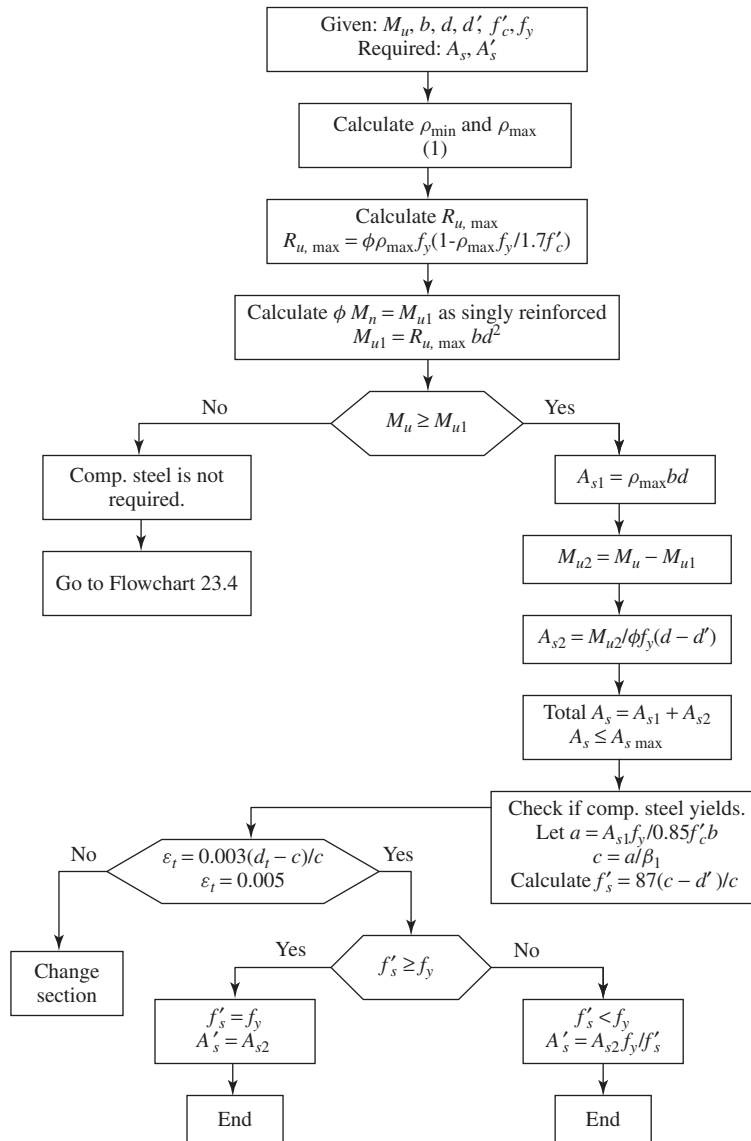 Given: M_u, b, d, d′, f′_c, f_y
Required: A_s, A′_s
Calculate ρ_min and ρ_max
(1)
Calculate R_u, max
R_u, max = ϕρ_max f_y(1-ρ_max f_y/1.7f′_c)
Calculate ϕ M_n = M_u1 as singly reinforced
M_u1 = R_u, max bd²
No
M_u ≥ M_u1
Yes
Comp. steel is not
required.
Go to Flowchart 23.4
A_s1 = ρ_max bd
M_u2 = M_u − M_u1
A_s2 = M_u2/ϕf_y(d − d′)
Total A_s = A_s1 + A_s2
A_s ≤ A_s max
Check if comp. steel yields.
Let a = A_s1 f_y/0.85f′_c b
c = a/β_1
Calculate f′_s = 87(c − d′)/c
No
ε_t = 0.003(d_t − c)/c
ε_t = 0.005
Yes
Change
section
Yes
f′_s ≥ f_y
No
f′_s = f_y
A′_s = A_s2
End
f′_s < f_y
A′_s = A_s2 f_y/f′_s
End